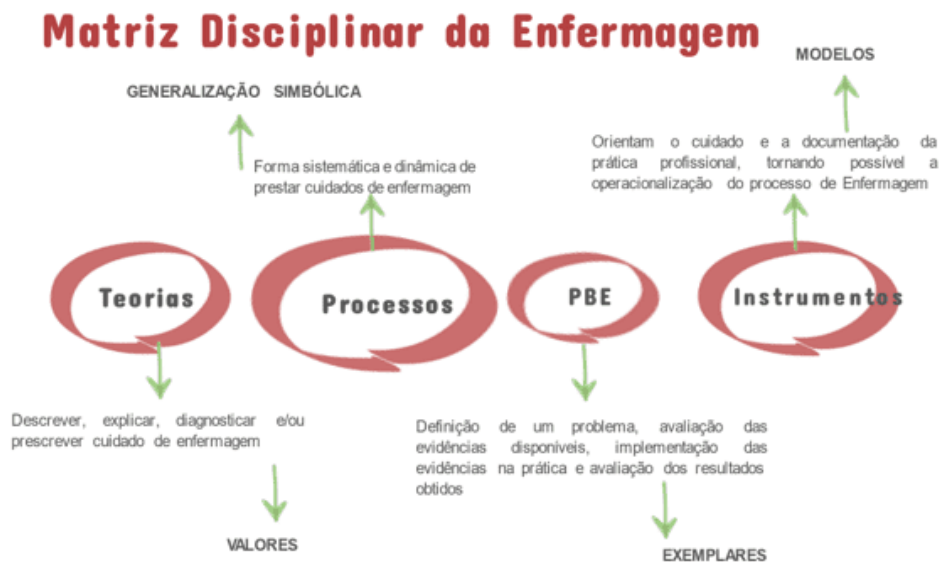 Matriz Disciplinar da Enfermagem
MODELOS
GENERALIZAÇÃO SIMBÓLICA
Orientam o cuidado e a documentação da
prática profissional, tornando possível a
operacionalização do processo de Enfermagem
Forma sistemática e dinâmica de
prestar cuidados de enfermagem
Teorias
Processos
PBE
Instrumentos
Descrever, explicar, diagnosticar e/ou
prescrever cuidado de enfermagem
Definição de um problema, avaliação das
evidências disponíveis, implementação das
evidências na prática e avaliação dos resultados
obtidos
VALORES
EXEMPLARES